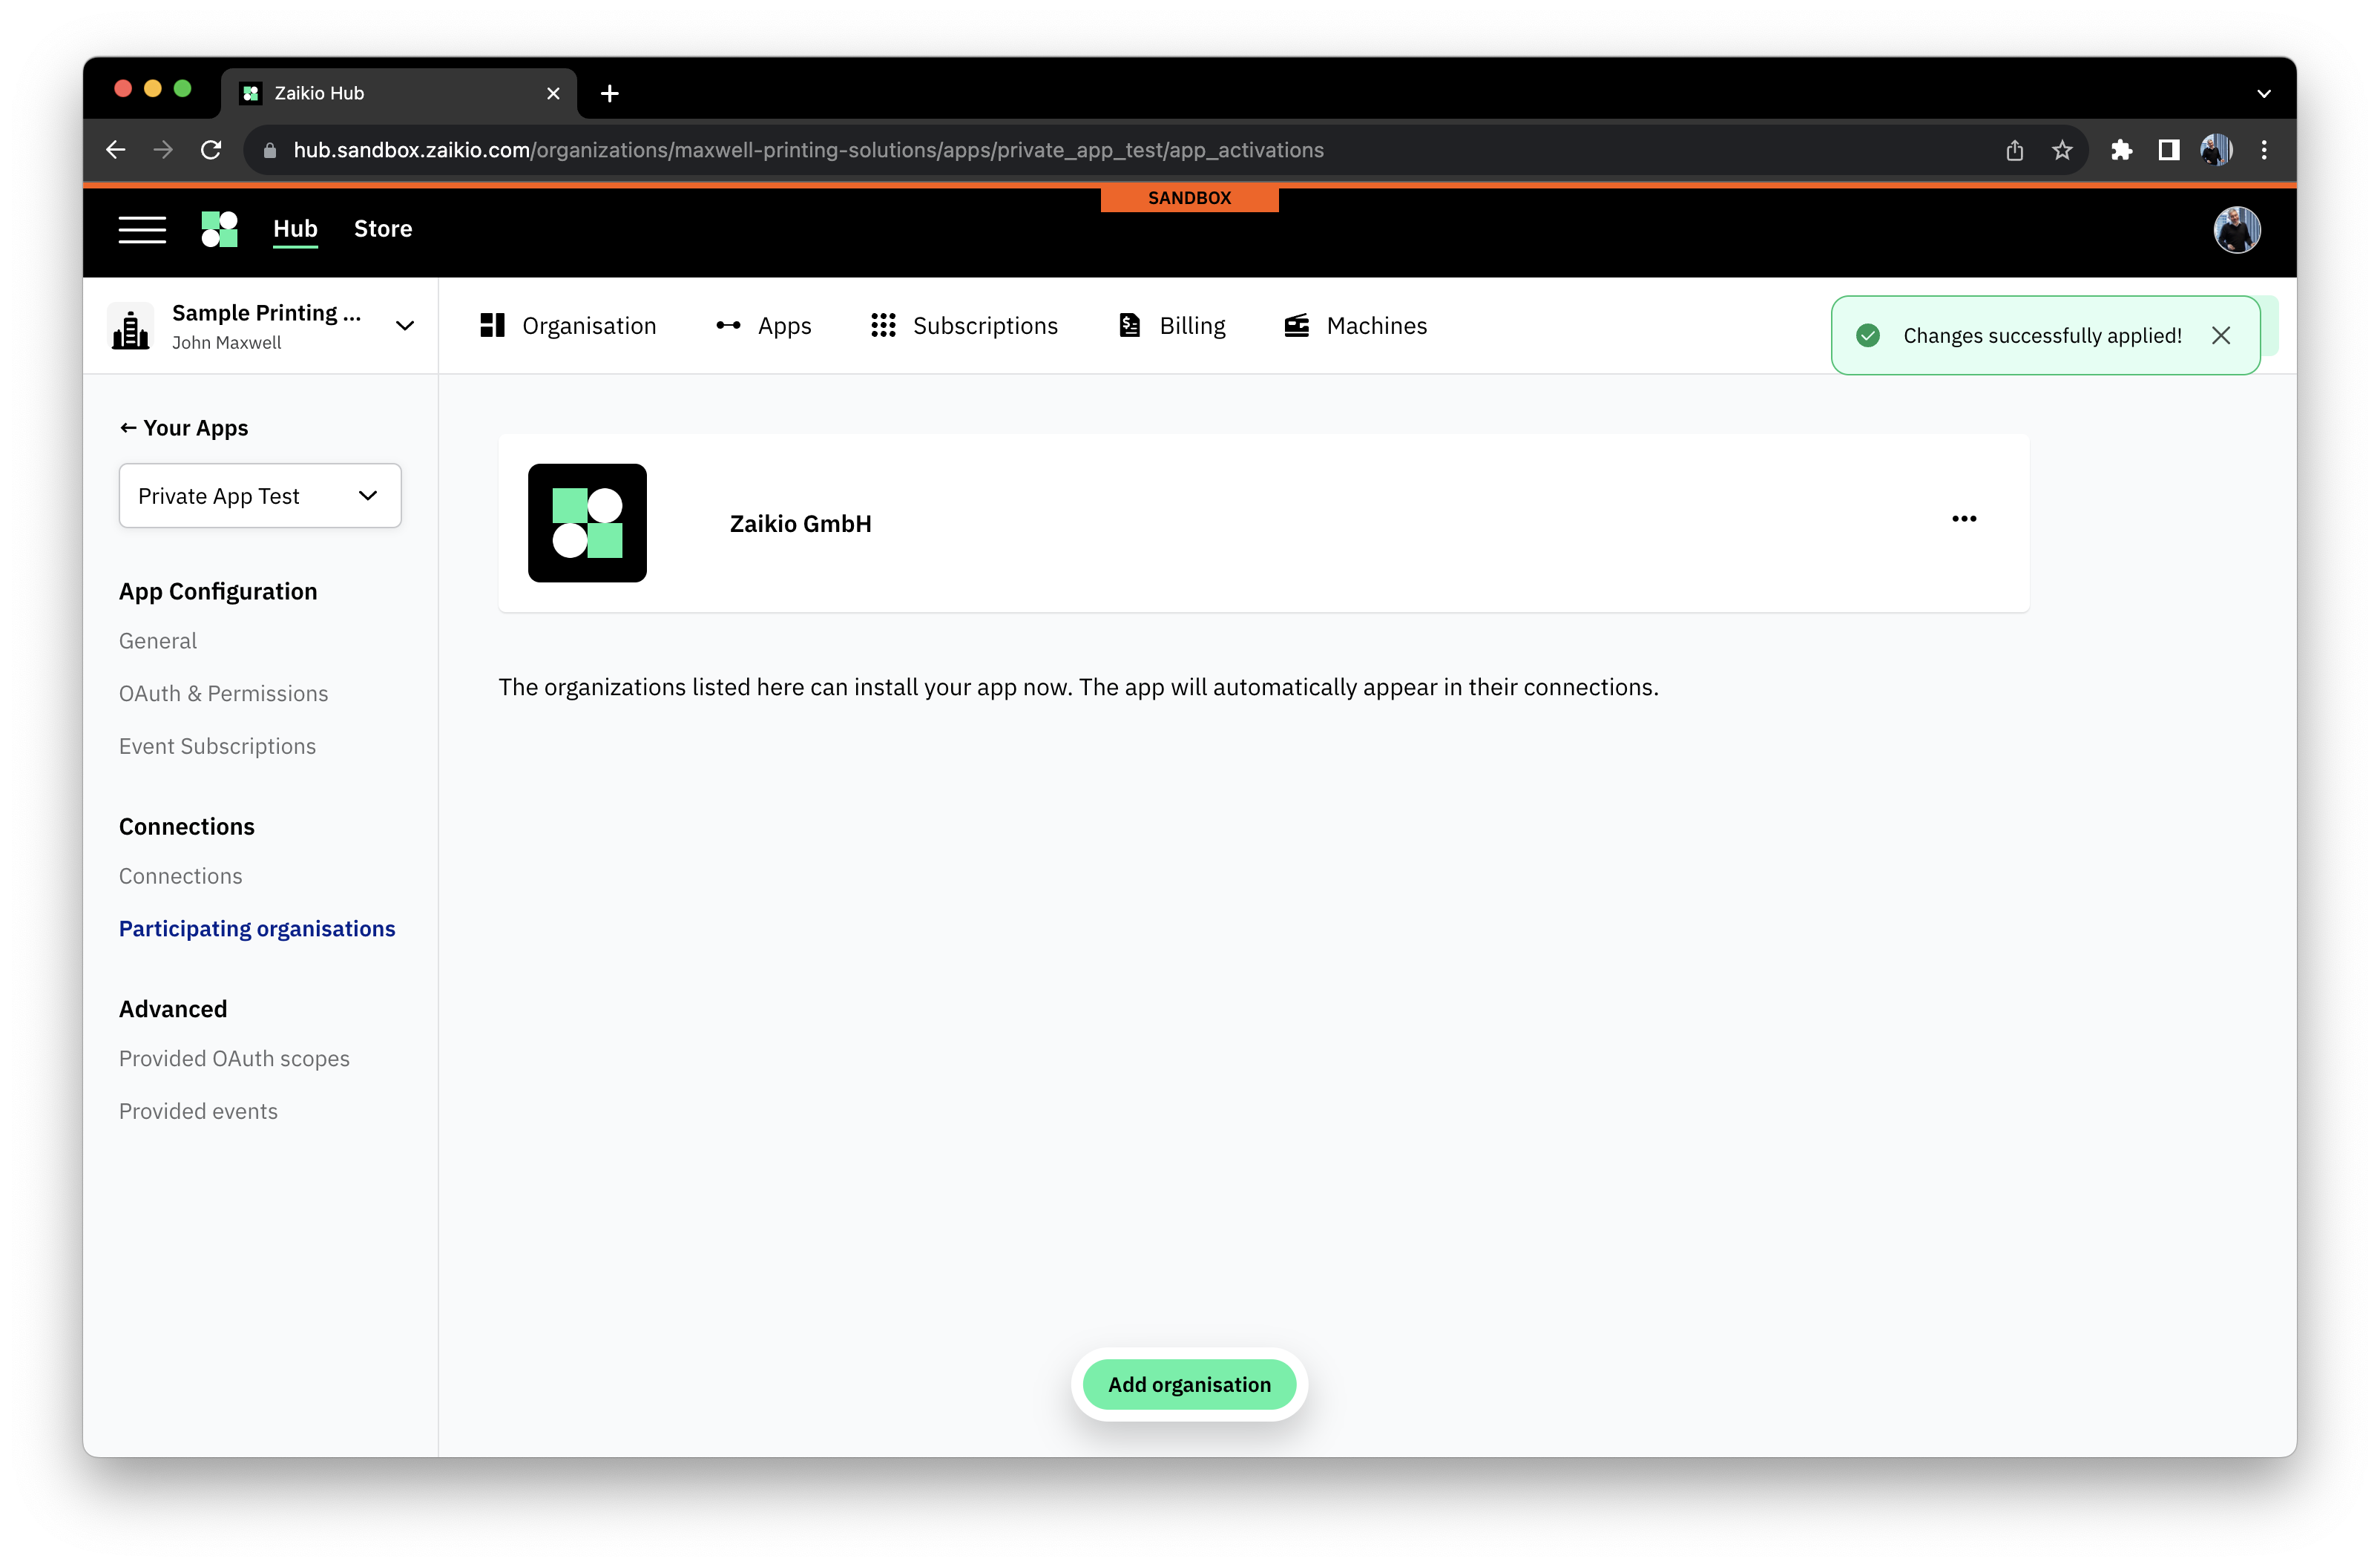 Zaikio Hub
hub.sandbox.zaikio.com/organizations/maxwell-printing-solutions/apps/private_app_test/app_activations
SANDBOX
Hub
Store
Sample Printing ...
John Maxwell
Organisation
Apps
Subscriptions
Billing
Machines
Changes successfully applied!
← Your Apps
Private App Test
App Configuration
General
OAuth & Permissions
Event Subscriptions
Connections
Connections
Participating organisations
Advanced
Provided OAuth scopes
Provided events
Zaikio GmbH
The organizations listed here can install your app now. The app will automatically appear in their connections.
Add organisation